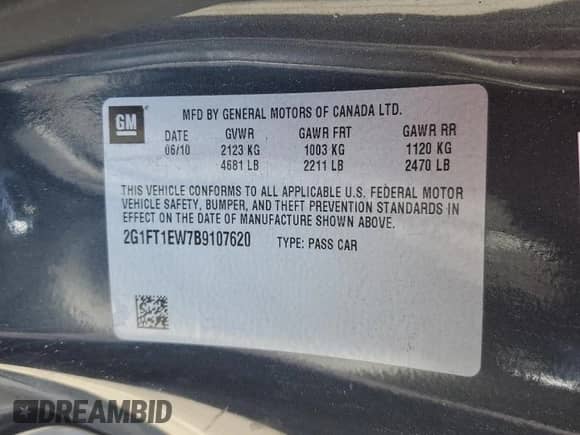 GM
MFD BY GENERAL MOTORS OF CANADA LTD.
DATE GVWR GAWR FRT GAWR RR
06/10 2123 KG 1003 KG 1120 KG
4681 LB 2211 LB 2470 LB
THIS VEHICLE CONFORMS TO ALL APPLICABLE U.S. FEDERAL MOTOR
VEHICLE SAFETY, BUMPER, AND THEFT PREVENTION STANDARDS IN
EFFECT ON THE DATE OF MANUFACTURE SHOWN ABOVE.
2G1FT1EW7B9107620 TYPE: PASS CAR
DREAMBID